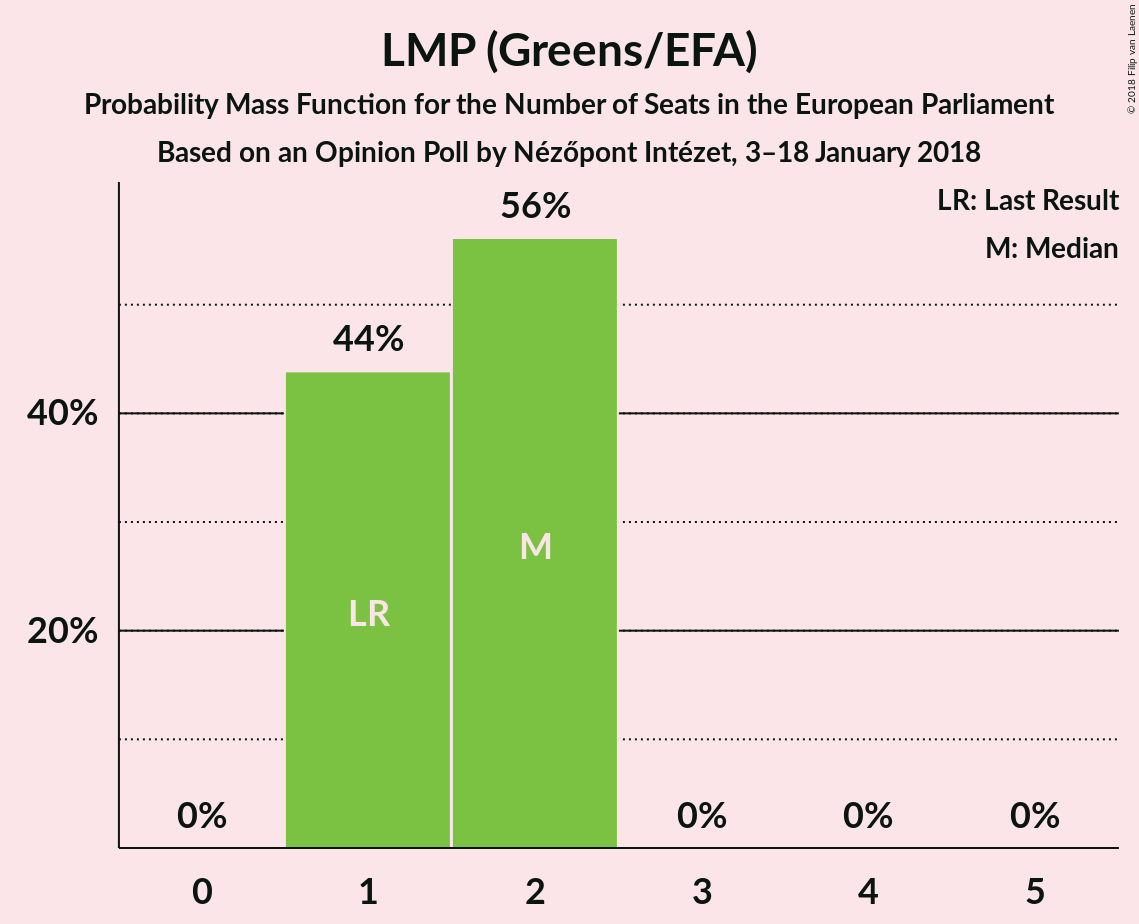 LMP (Greens/EFA)
Probability Mass Function for the Number of Seats in the European Parliament
Based on an Opinion Poll by Nézőpont Intézet, 3–18 January 2018
© 2018 Filip van Laenen
LR: Last Result
M: Median
56%
44%
40%
20%
M
LR
0%
0%
0%
0%
0
1
2
3
4
5